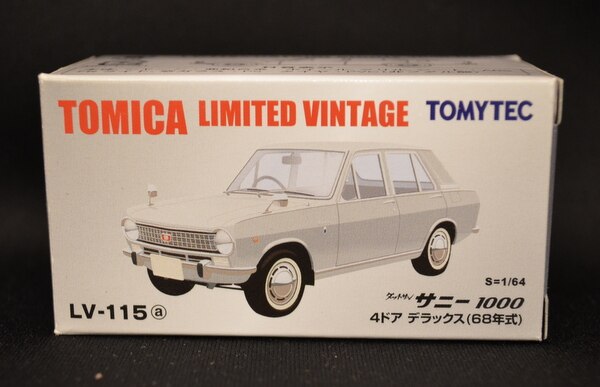 TOMICA LIMITED VINTAGE TOMYTEC
S=1/64
ダットサン サニー1000
LV-115ⓐ
4ドア デラックス(68年式)